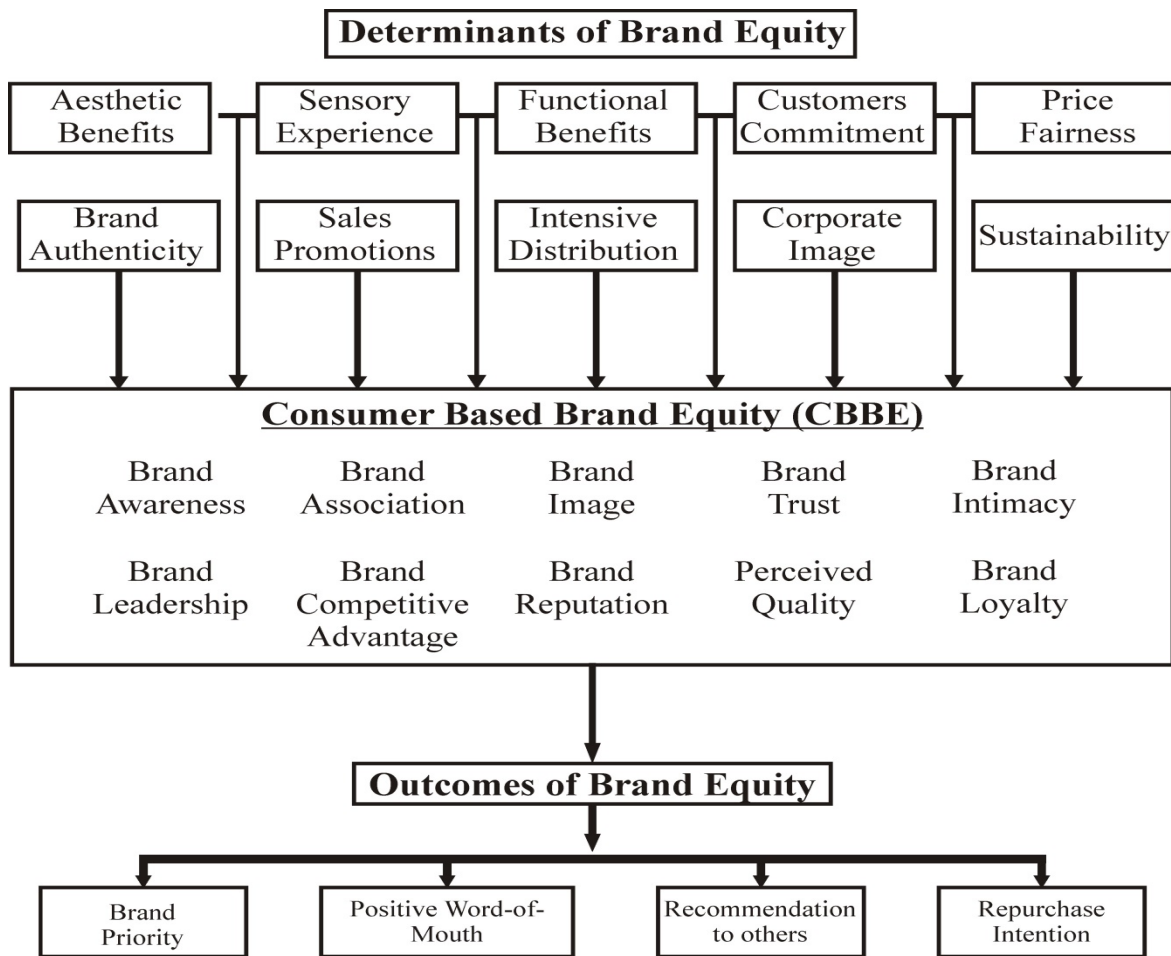 Determinants of Brand Equity
Aesthetic
Benefits
Sensory
Experience
Functional
Benefits
Customers
Commitment
Price
Fairness
Brand
Authenticity
Sales
Promotions
Intensive
Distribution
Corporate
Image
Sustainability
Consumer Based Brand Equity (CBBE)
Brand
Awareness
Brand
Association
Brand
Image
Brand
Trust
Brand
Intimacy
Brand
Leadership
Brand
Competitive
Advantage
Brand
Reputation
Perceived
Quality
Brand
Loyalty
Outcomes of Brand Equity
Brand
Priority
Positive Word-of-
Mouth
Recommendation
to others
Repurchase
Intention